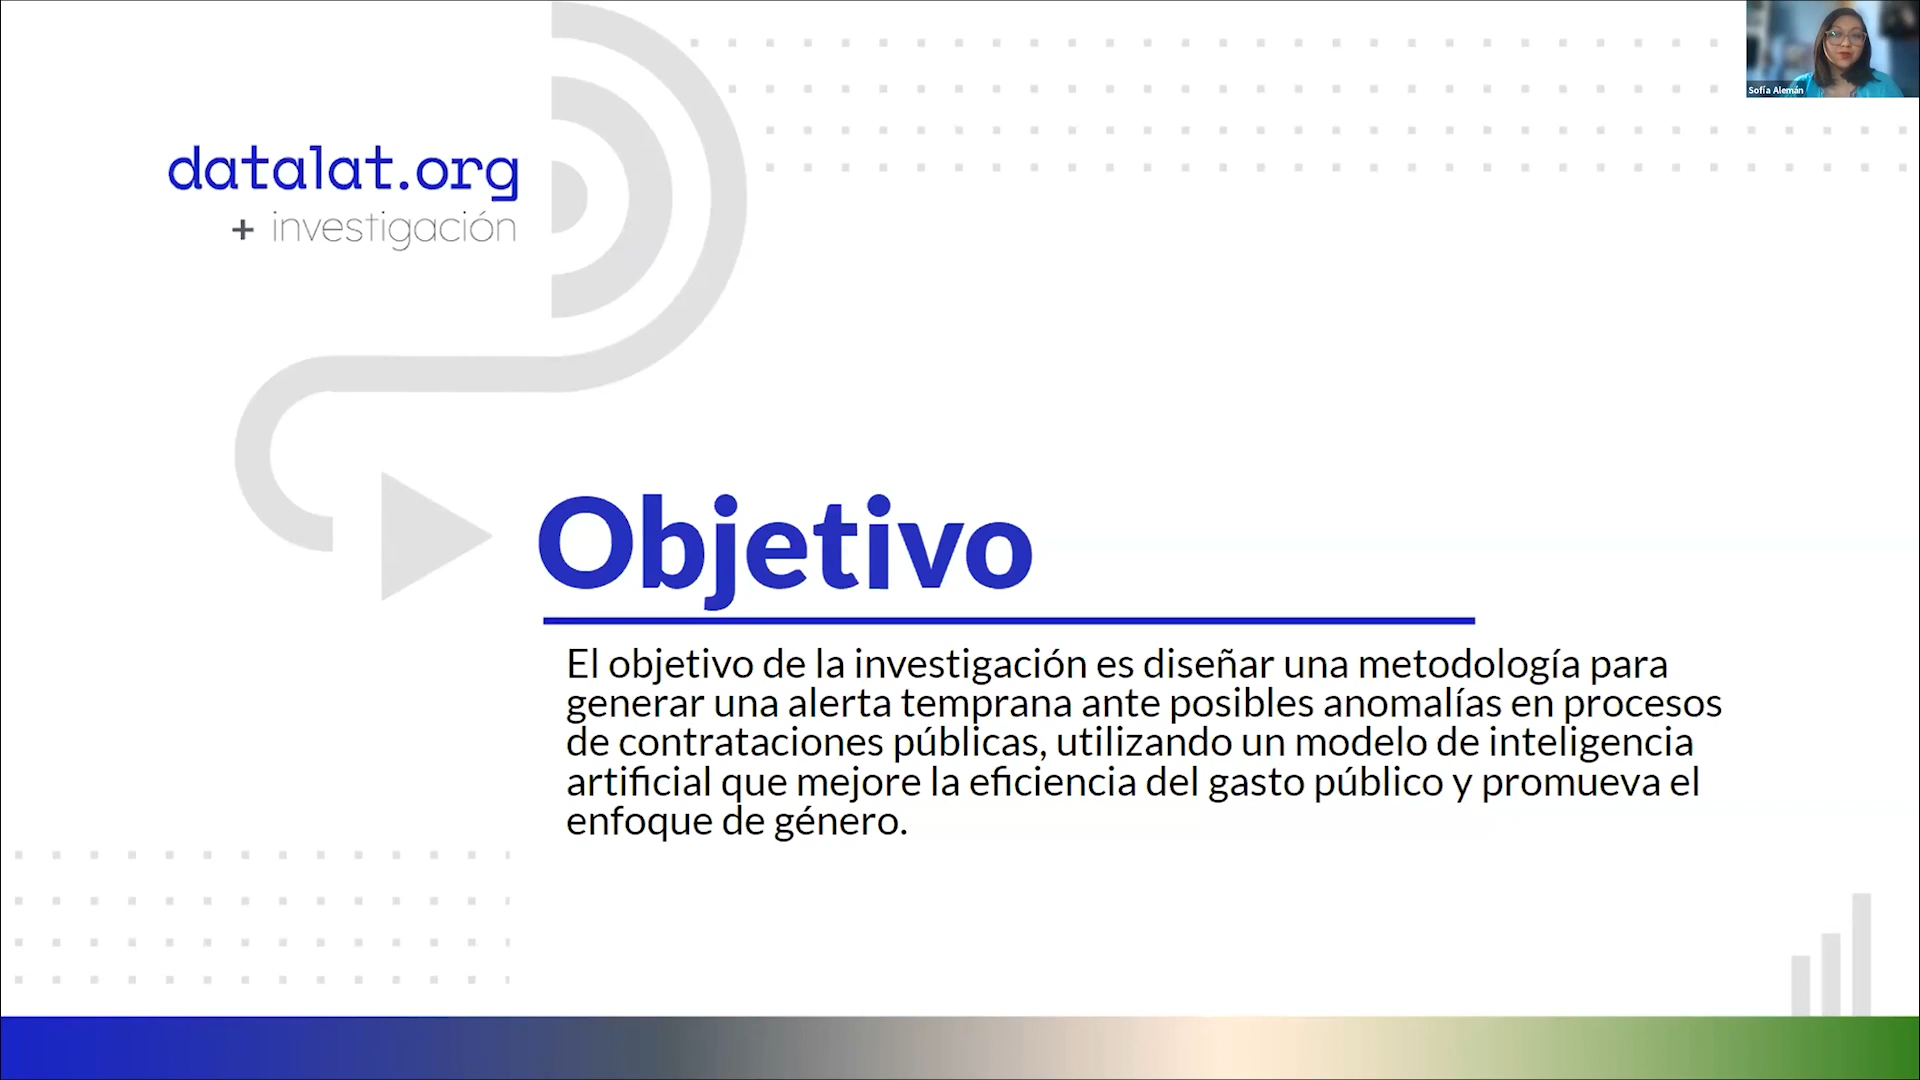 Sofía Alemán
datalat.org
+ investigación
Objetivo
El objetivo de la investigación es diseñar una metodología para
generar una alerta temprana ante posibles anomalías en procesos
de contrataciones públicas, utilizando un modelo de inteligencia
artificial que mejore la eficiencia del gasto público y promueva el
enfoque de género.